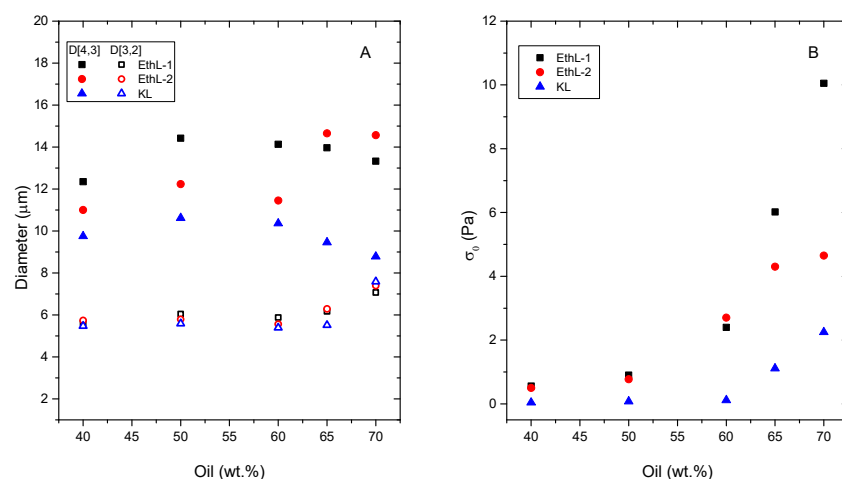 A
D[4,3] D[3,2]
EthL-1
EthL-2
KL
20
18
16
14
12
10
8
6
4
2
Diameter (μm)
40 45 50 55 60 65 70
Oil (wt.%)
B
EthL-1
EthL-2
KL
12
10
8
6
4
2
0
σ₀ (Pa)
40 45 50 55 60 65 70
Oil (wt.%)